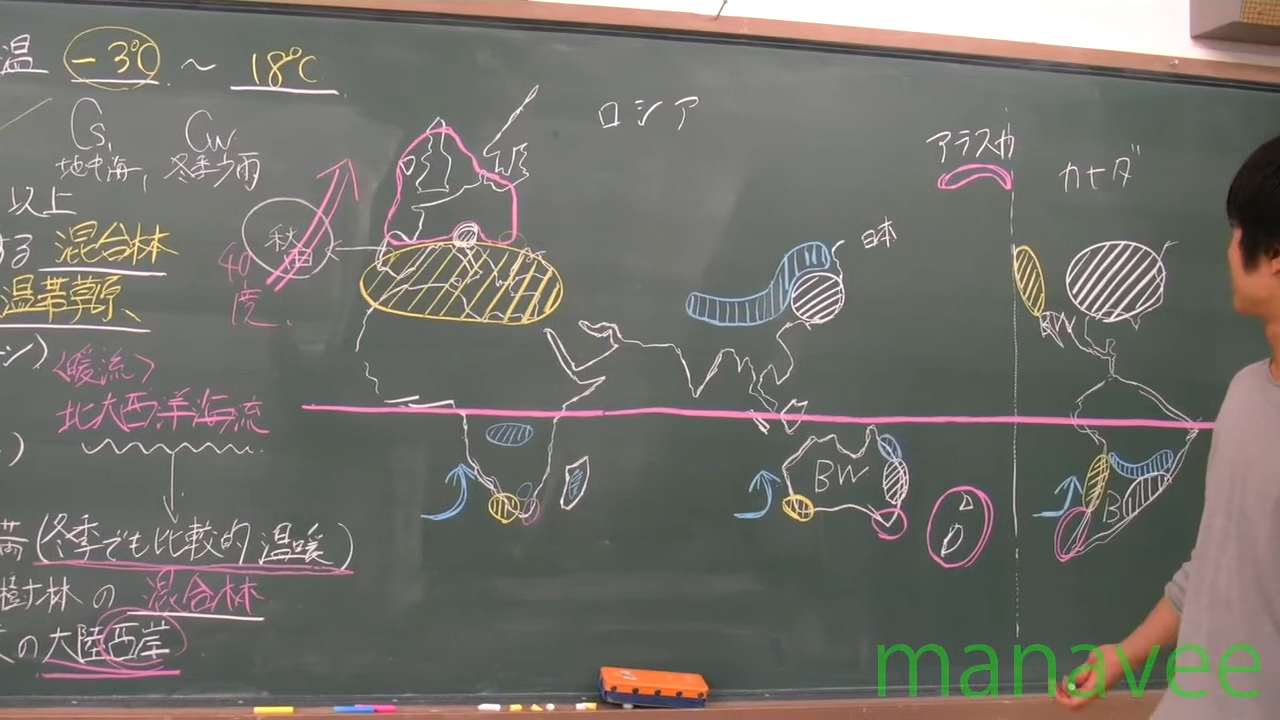 温 -3℃ ～ 18℃
Cs, Cw
地中海, 冬季少雨
以上
する 混合林
温帯草原、
〈暖流〉
北大西洋海流
帯(冬季でも比較的 温暖)
樹林の 混合林
の大陸西岸
秋田
40
度、
ロシア
日本
アラスカ
カナダ
BW
BW
B
manavee